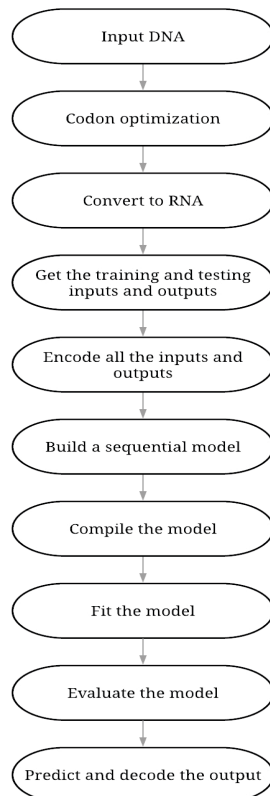 Input DNA
Codon optimization
Convert to RNA
Get the training and testing
inputs and outputs
Encode all the inputs and
outputs
Build a sequential model
Compile the model
Fit the model
Evaluate the model
Predict and decode the output